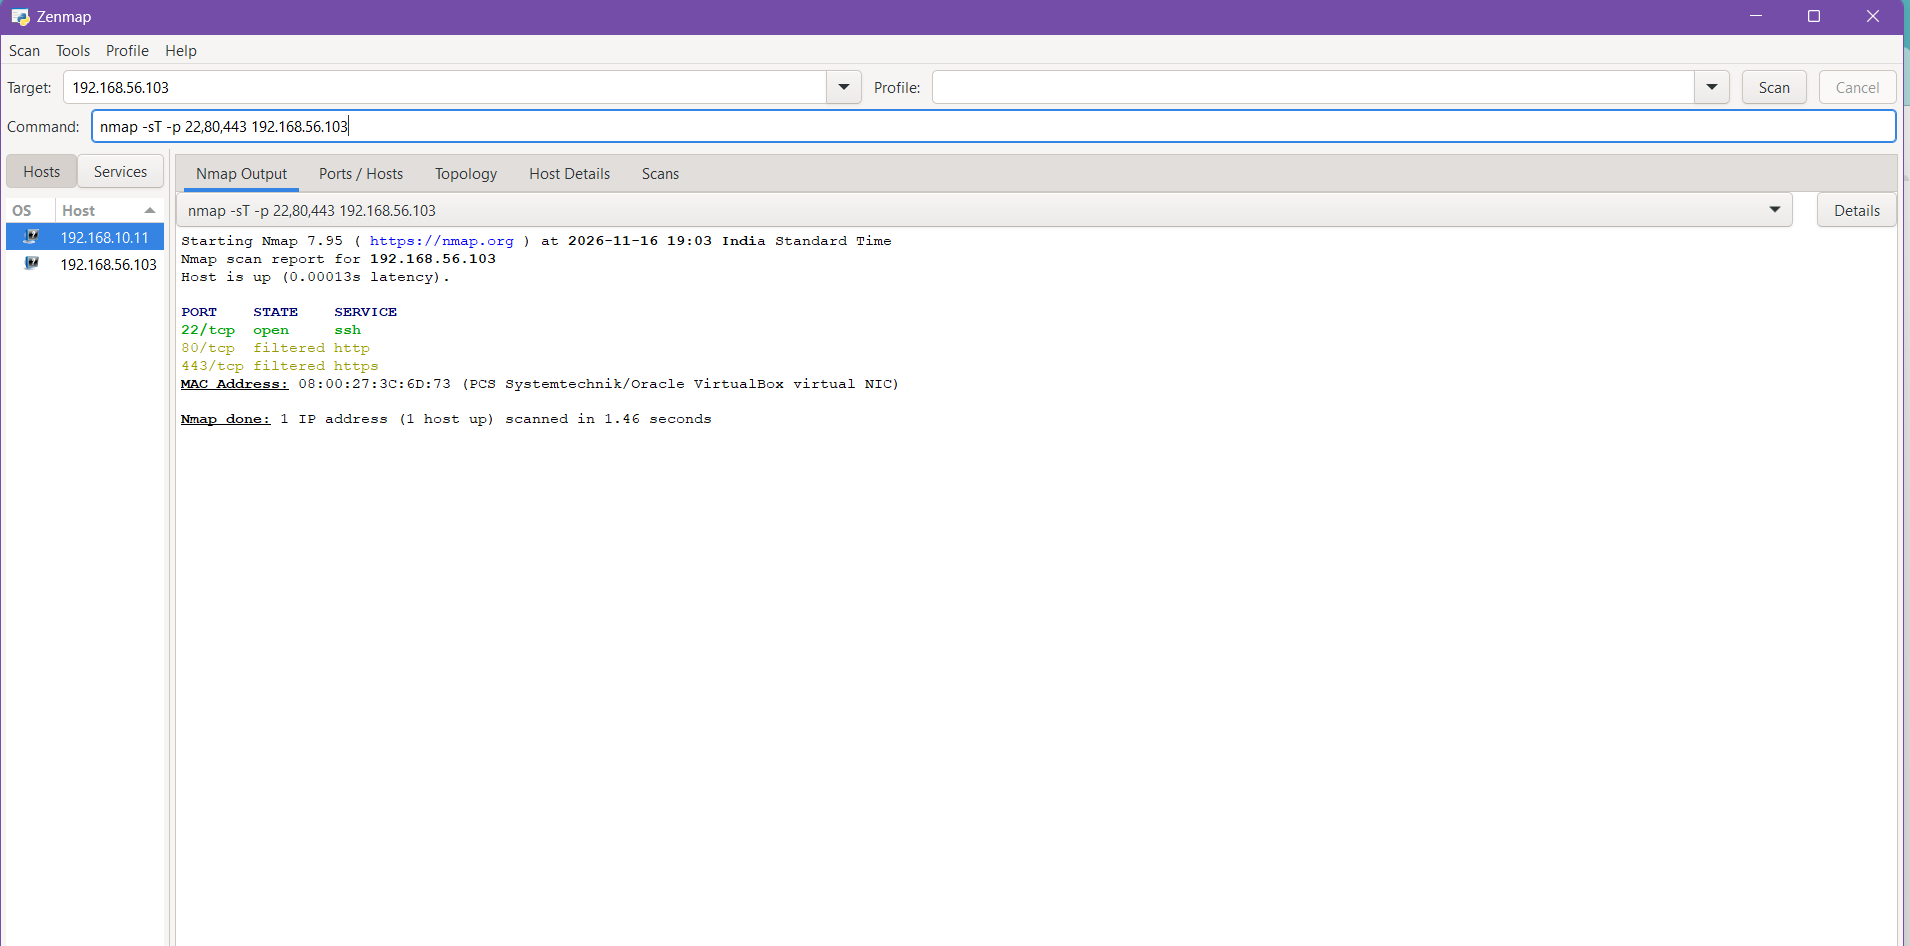 Zenmap
Scan Tools Profile Help
Target: 192.168.56.103 Profile: Scan Cancel
Command: nmap -sT -p 22,80,443 192.168.56.103
Hosts Services Nmap Output Ports / Hosts Topology Host Details Scans
OS Host nmap -sT -p 22,80,443 192.168.56.103 Details
192.168.10.11
192.168.56.103
Starting Nmap 7.95 ( https://nmap.org ) at 2026-11-16 19:03 India Standard Time
Nmap scan report for 192.168.56.103
Host is up (0.00013s latency).
PORT STATE SERVICE
22/tcp open ssh
80/tcp filtered http
443/tcp filtered https
MAC Address: 08:00:27:3C:6D:73 (PCS Systemtechnik/Oracle VirtualBox virtual NIC)
Nmap done: 1 IP address (1 host up) scanned in 1.46 seconds